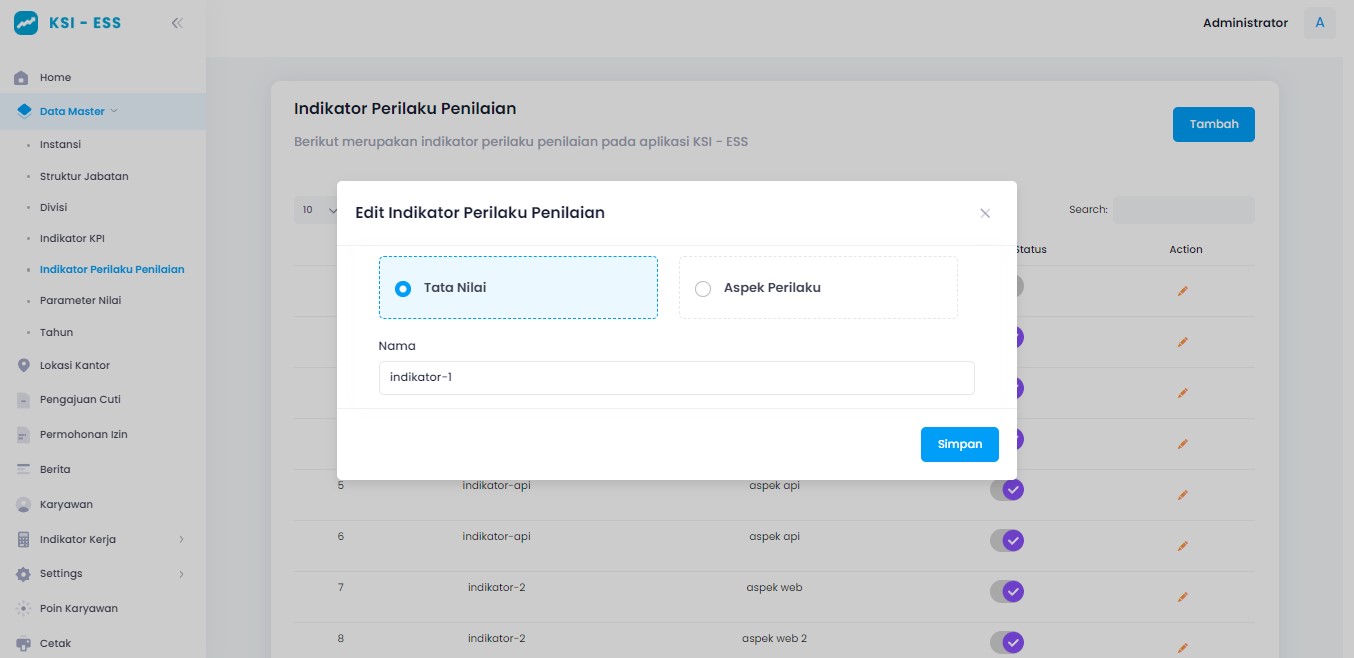 KSI - ESS
Administrator
A
Home
Data Master
Instansi
Struktur Jabatan
Divisi
Indikator KPI
Indikator Perilaku Penilaian
Parameter Nilai
Tahun
Lokasi Kantor
Pengajuan Cuti
Permohonan Izin
Berita
Karyawan
Indikator Kerja
Settings
Poin Karyawan
Cetak
Indikator Perilaku Penilaian
Berikut merupakan indikator perilaku penilaian pada aplikasi KSI - ESS
Tambah
10
Search:
Status
Action
Edit Indikator Perilaku Penilaian
Tata Nilai
Aspek Perilaku
Nama
indikator-1
Simpan
5 indikator-api aspek api
6 indikator-api aspek api
7 indikator-2 aspek web
8 indikator-2 aspek web 2